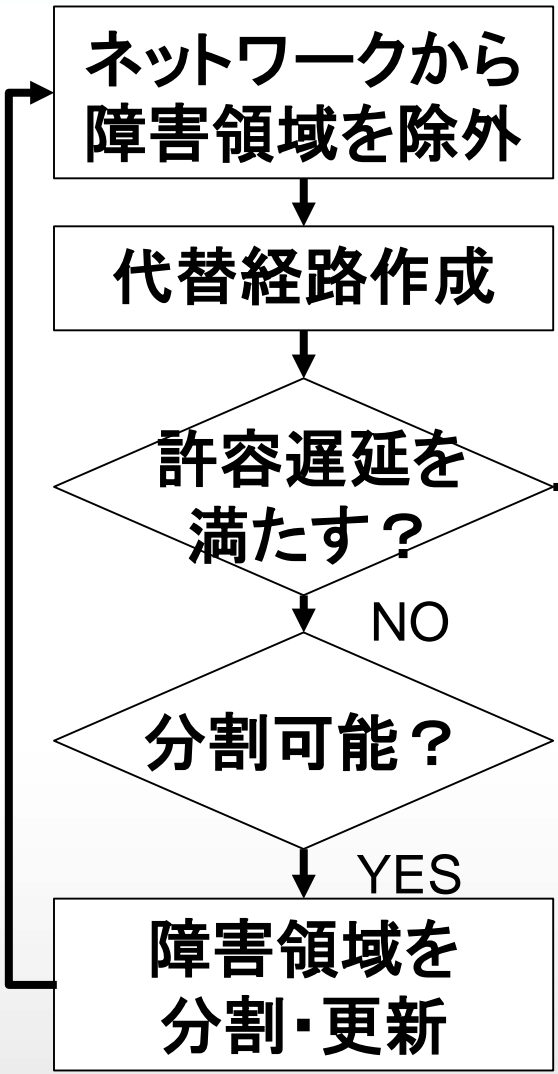 ネットワークから
障害領域を除外
代替経路作成
許容遅延を
満たす？
NO
分割可能？
YES
障害領域を
分割・更新